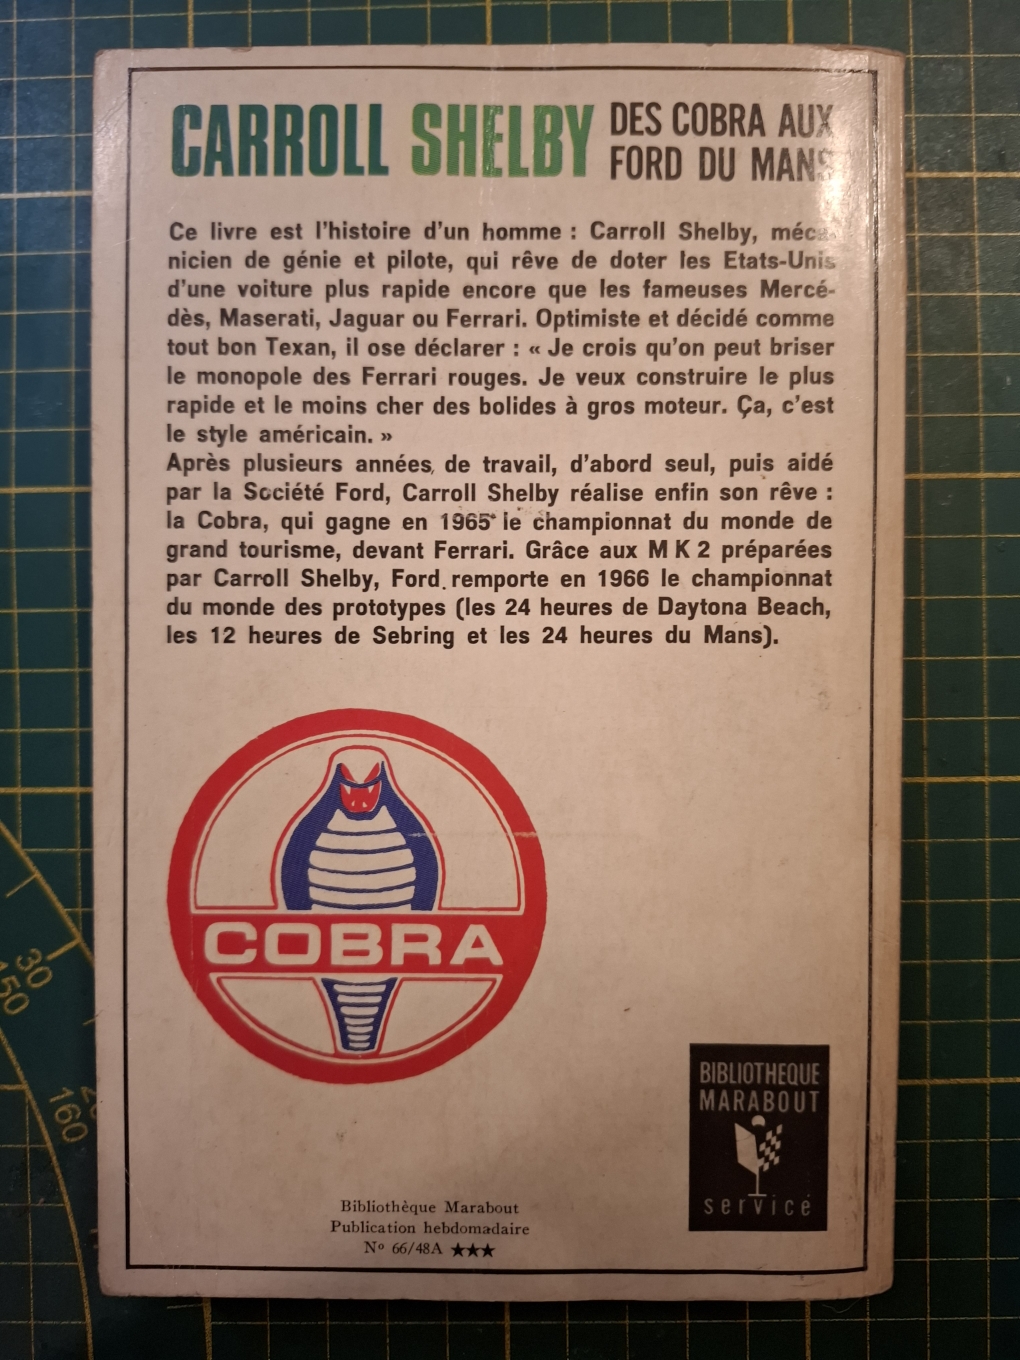 CARROLL SHELBY DES COBRA AUX
FORD DU MANS
Ce livre est l'histoire d'un homme : Carroll Shelby, méca-
nicien de génie et pilote, qui rêve de doter les Etats-Unis
d'une voiture plus rapide encore que les fameuses Mercé-
dès, Maserati, Jaguar ou Ferrari. Optimiste et décidé comme
tout bon Texan, il ose déclarer : « Je crois qu'on peut briser
le monopole des Ferrari rouges. Je veux construire le plus
rapide et le moins cher des bolides à gros moteur. Ça, c'est
le style américain. »
Après plusieurs années de travail, d'abord seul, puis aidé
par la Société Ford, Carroll Shelby réalise enfin son rêve :
la Cobra, qui gagne en 1965 le championnat du monde de
grand tourisme, devant Ferrari. Grâce aux M K 2 préparées
par Carroll Shelby, Ford remporte en 1966 le championnat
du monde des prototypes (les 24 heures de Daytona Beach,
les 12 heures de Sebring et les 24 heures du Mans).
COBRA
BIBLIOTHEQUE
MARABOUT
service
Bibliothèque Marabout
Publication hebdomadaire
Nº 66/48A ★★★
30
150
160